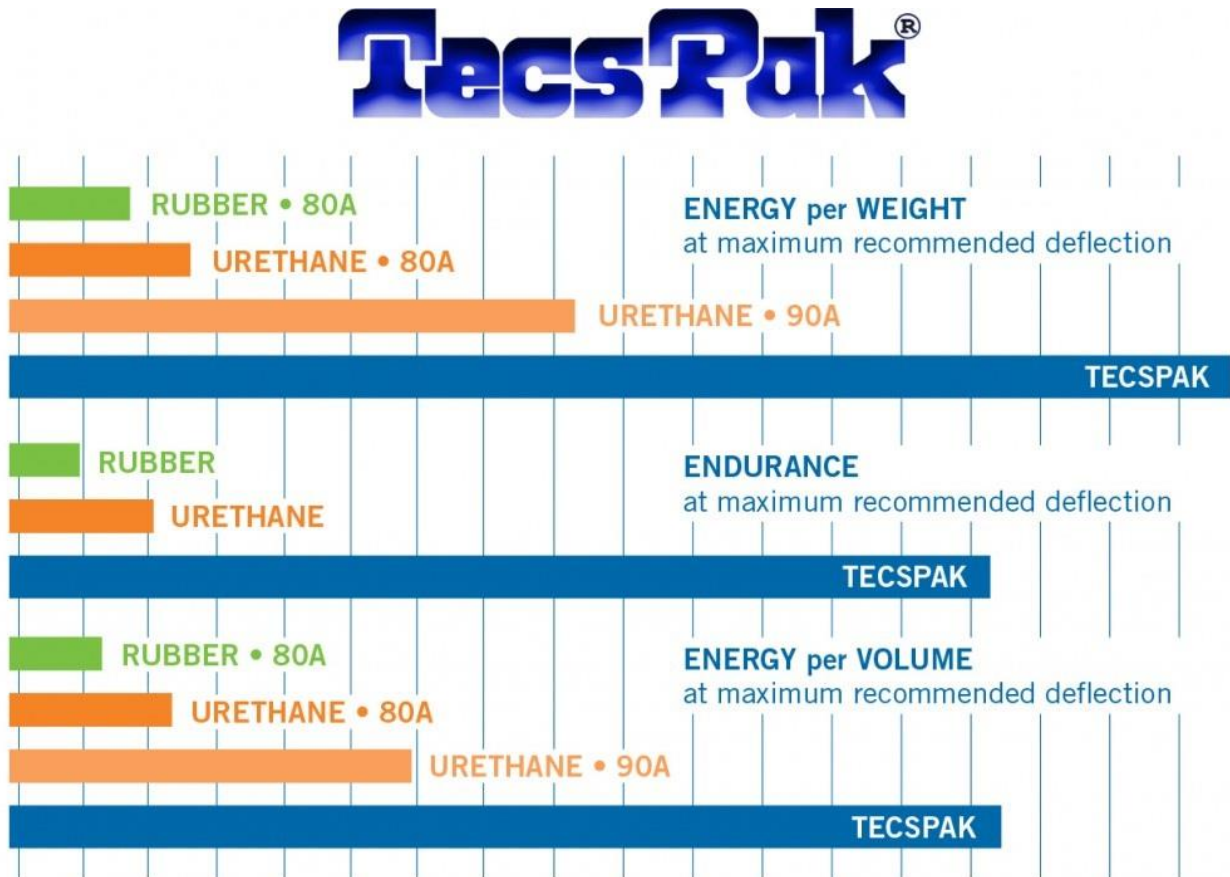 TecsPak®
RUBBER • 80A
ENERGY per WEIGHT
at maximum recommended deflection
URETHANE • 80A
URETHANE • 90A
TECSPAK
RUBBER
ENDURANCE
at maximum recommended deflection
URETHANE
TECSPAK
RUBBER • 80A
ENERGY per VOLUME
at maximum recommended deflection
URETHANE • 80A
URETHANE • 90A
TECSPAK